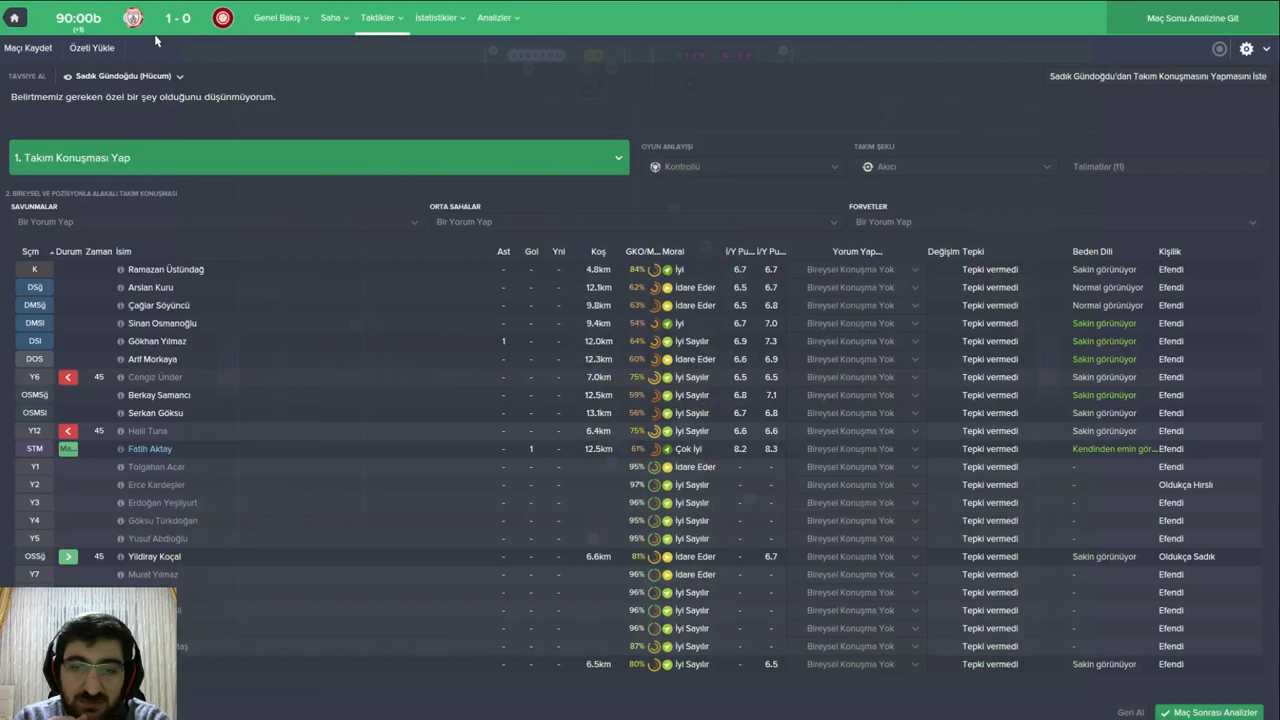 90:00b 1 - 0 Genel Bakış Saha Taktikler İstatistikler Analizler Maç Sonu Analizine Git
(+1)
Maçı Kaydet Özeti Yükle
TAVSİYE AL Sadık Gündoğdu (Hücum) Sadık Gündoğdu'dan Takım Konuşmasını Yapmasını İste
Belirtmemiz gereken özel bir şey olduğunu düşünmüyorum.
1. Takım Konuşması Yap
OYUN ANLAYIŞI TAKIM ŞEKLİ
Kontrollü Akıcı Talimatlar (11)
2. BİREYSEL VE POZİSYONLA ALAKALI TAKIM KONUŞMASI
SAVUNMALAR ORTA SAHALAR FORVETLER
Bir Yorum Yap Bir Yorum Yap Bir Yorum Yap
Sçm Durum Zaman İsim Ast Gol Ynl Koş GKO/M... Moral İ/Y Pu... İ/Y Pu... Yorum Yap... Değişim Tepki Beden Dili Kişilik
K Ramazan Üstündağ - - - 4.8km 84% İyi 6.7 6.7 Bireysel Konuşma Yok Tepki vermedi Sakin görünüyor Efendi
DSğ Arslan Kuru - - - 12.1km 62% İdare Eder 6.5 6.7 Bireysel Konuşma Yok Tepki vermedi Normal görünüyor Efendi
DMSğ Çağlar Söyüncü - - - 9.8km 63% İdare Eder 6.5 6.8 Bireysel Konuşma Yok Tepki vermedi Normal görünüyor Efendi
DMSl Sinan Osmanoğlu - - - 9.4km 54% İyi 6.7 7.0 Bireysel Konuşma Yok Tepki vermedi Sakin görünüyor Efendi
DSl Gökhan Yılmaz 1 - - 12.0km 64% İyi Sayılır 6.9 7.3 Bireysel Konuşma Yok Tepki vermedi Sakin görünüyor Efendi
DOS Arif Morkaya - - - 12.3km 60% İdare Eder 6.6 6.9 Bireysel Konuşma Yok Tepki vermedi Sakin görünüyor Efendi
Y6 45 Cengiz Ünder - - - 7.0km 75% İyi Sayılır 6.5 6.5 Bireysel Konuşma Yok Tepki vermedi Sakin görünüyor Efendi
OSMSğ Berkay Samancı - - - 12.5km 59% İyi Sayılır 6.8 7.1 Bireysel Konuşma Yok Tepki vermedi Sakin görünüyor Efendi
OSMSl Serkan Göksu - - - 13.1km 56% İyi Sayılır 6.7 6.8 Bireysel Konuşma Yok Tepki vermedi Sakin görünüyor Efendi
Y12 45 Halil Tuna - - - 6.4km 75% İyi Sayılır 6.6 6.6 Bireysel Konuşma Yok Tepki vermedi Sakin görünüyor Efendi
STM Ma... Fatih Aktay - 1 - 12.5km 61% Çok İyi 8.2 8.3 Bireysel Konuşma Yok Tepki vermedi Kendinden emin gör... Efendi
Y1 Tolgahan Acar - - - 95% İdare Eder - - Bireysel Konuşma Yok Tepki vermedi - Efendi
Y2 Erce Kardeşler - - - 97% İyi Sayılır - - Bireysel Konuşma Yok Tepki vermedi - Oldukça Hırslı
Y3 Erdoğan Yeşilyurt - - - 96% İyi Sayılır - - Bireysel Konuşma Yok Tepki vermedi - Efendi
Y4 Göksu Türkdoğan - - - 95% İyi Sayılır - - Bireysel Konuşma Yok Tepki vermedi - Efendi
Y5 Yusuf Abdioğlu - - - 95% İyi Sayılır - - Bireysel Konuşma Yok Tepki vermedi - Efendi
OSSğ 45 Yıldıray Koçal - - - 6.6km 81% İdare Eder - 6.7 Bireysel Konuşma Yok Tepki vermedi Sakin görünüyor Oldukça Sadık
Y7 Murat Yılmaz - - - 96% İdare Eder - - Bireysel Konuşma Yok Tepki vermedi - Efendi
- - - 96% İyi Sayılır - - Bireysel Konuşma Yok Tepki vermedi - Efendi
- - - 96% İyi Sayılır - - Bireysel Konuşma Yok Tepki vermedi - Efendi
- - - 96% İyi Sayılır - - Bireysel Konuşma Yok Tepki vermedi - Efendi
- - - 87% İyi Sayılır - - Bireysel Konuşma Yok Tepki vermedi - Efendi
- - - 6.5km 80% İyi Sayılır - 6.5 Bireysel Konuşma Yok Tepki vermedi Sakin görünüyor Efendi
Geri Al Maç Sonrası Analizler